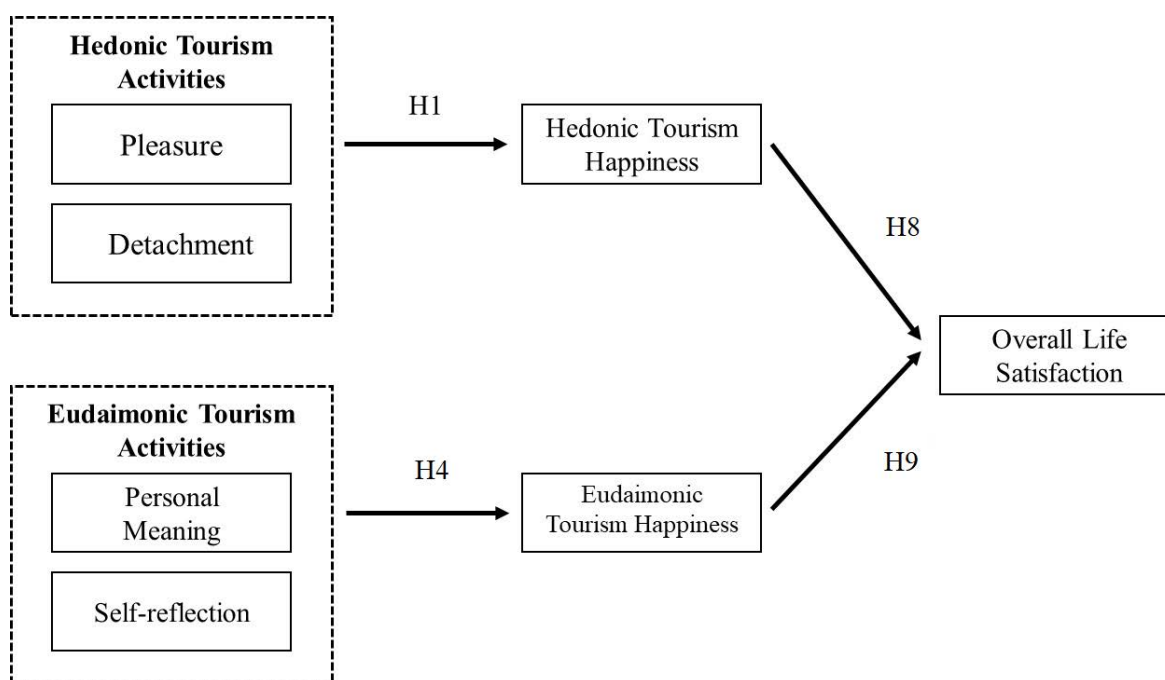 Hedonic Tourism
Activities
Pleasure
Detachment
H1
Hedonic Tourism
Happiness
H8
Overall Life
Satisfaction
Eudaimonic Tourism
Activities
Personal
Meaning
Self-reflection
H4
Eudaimonic
Tourism Happiness
H9